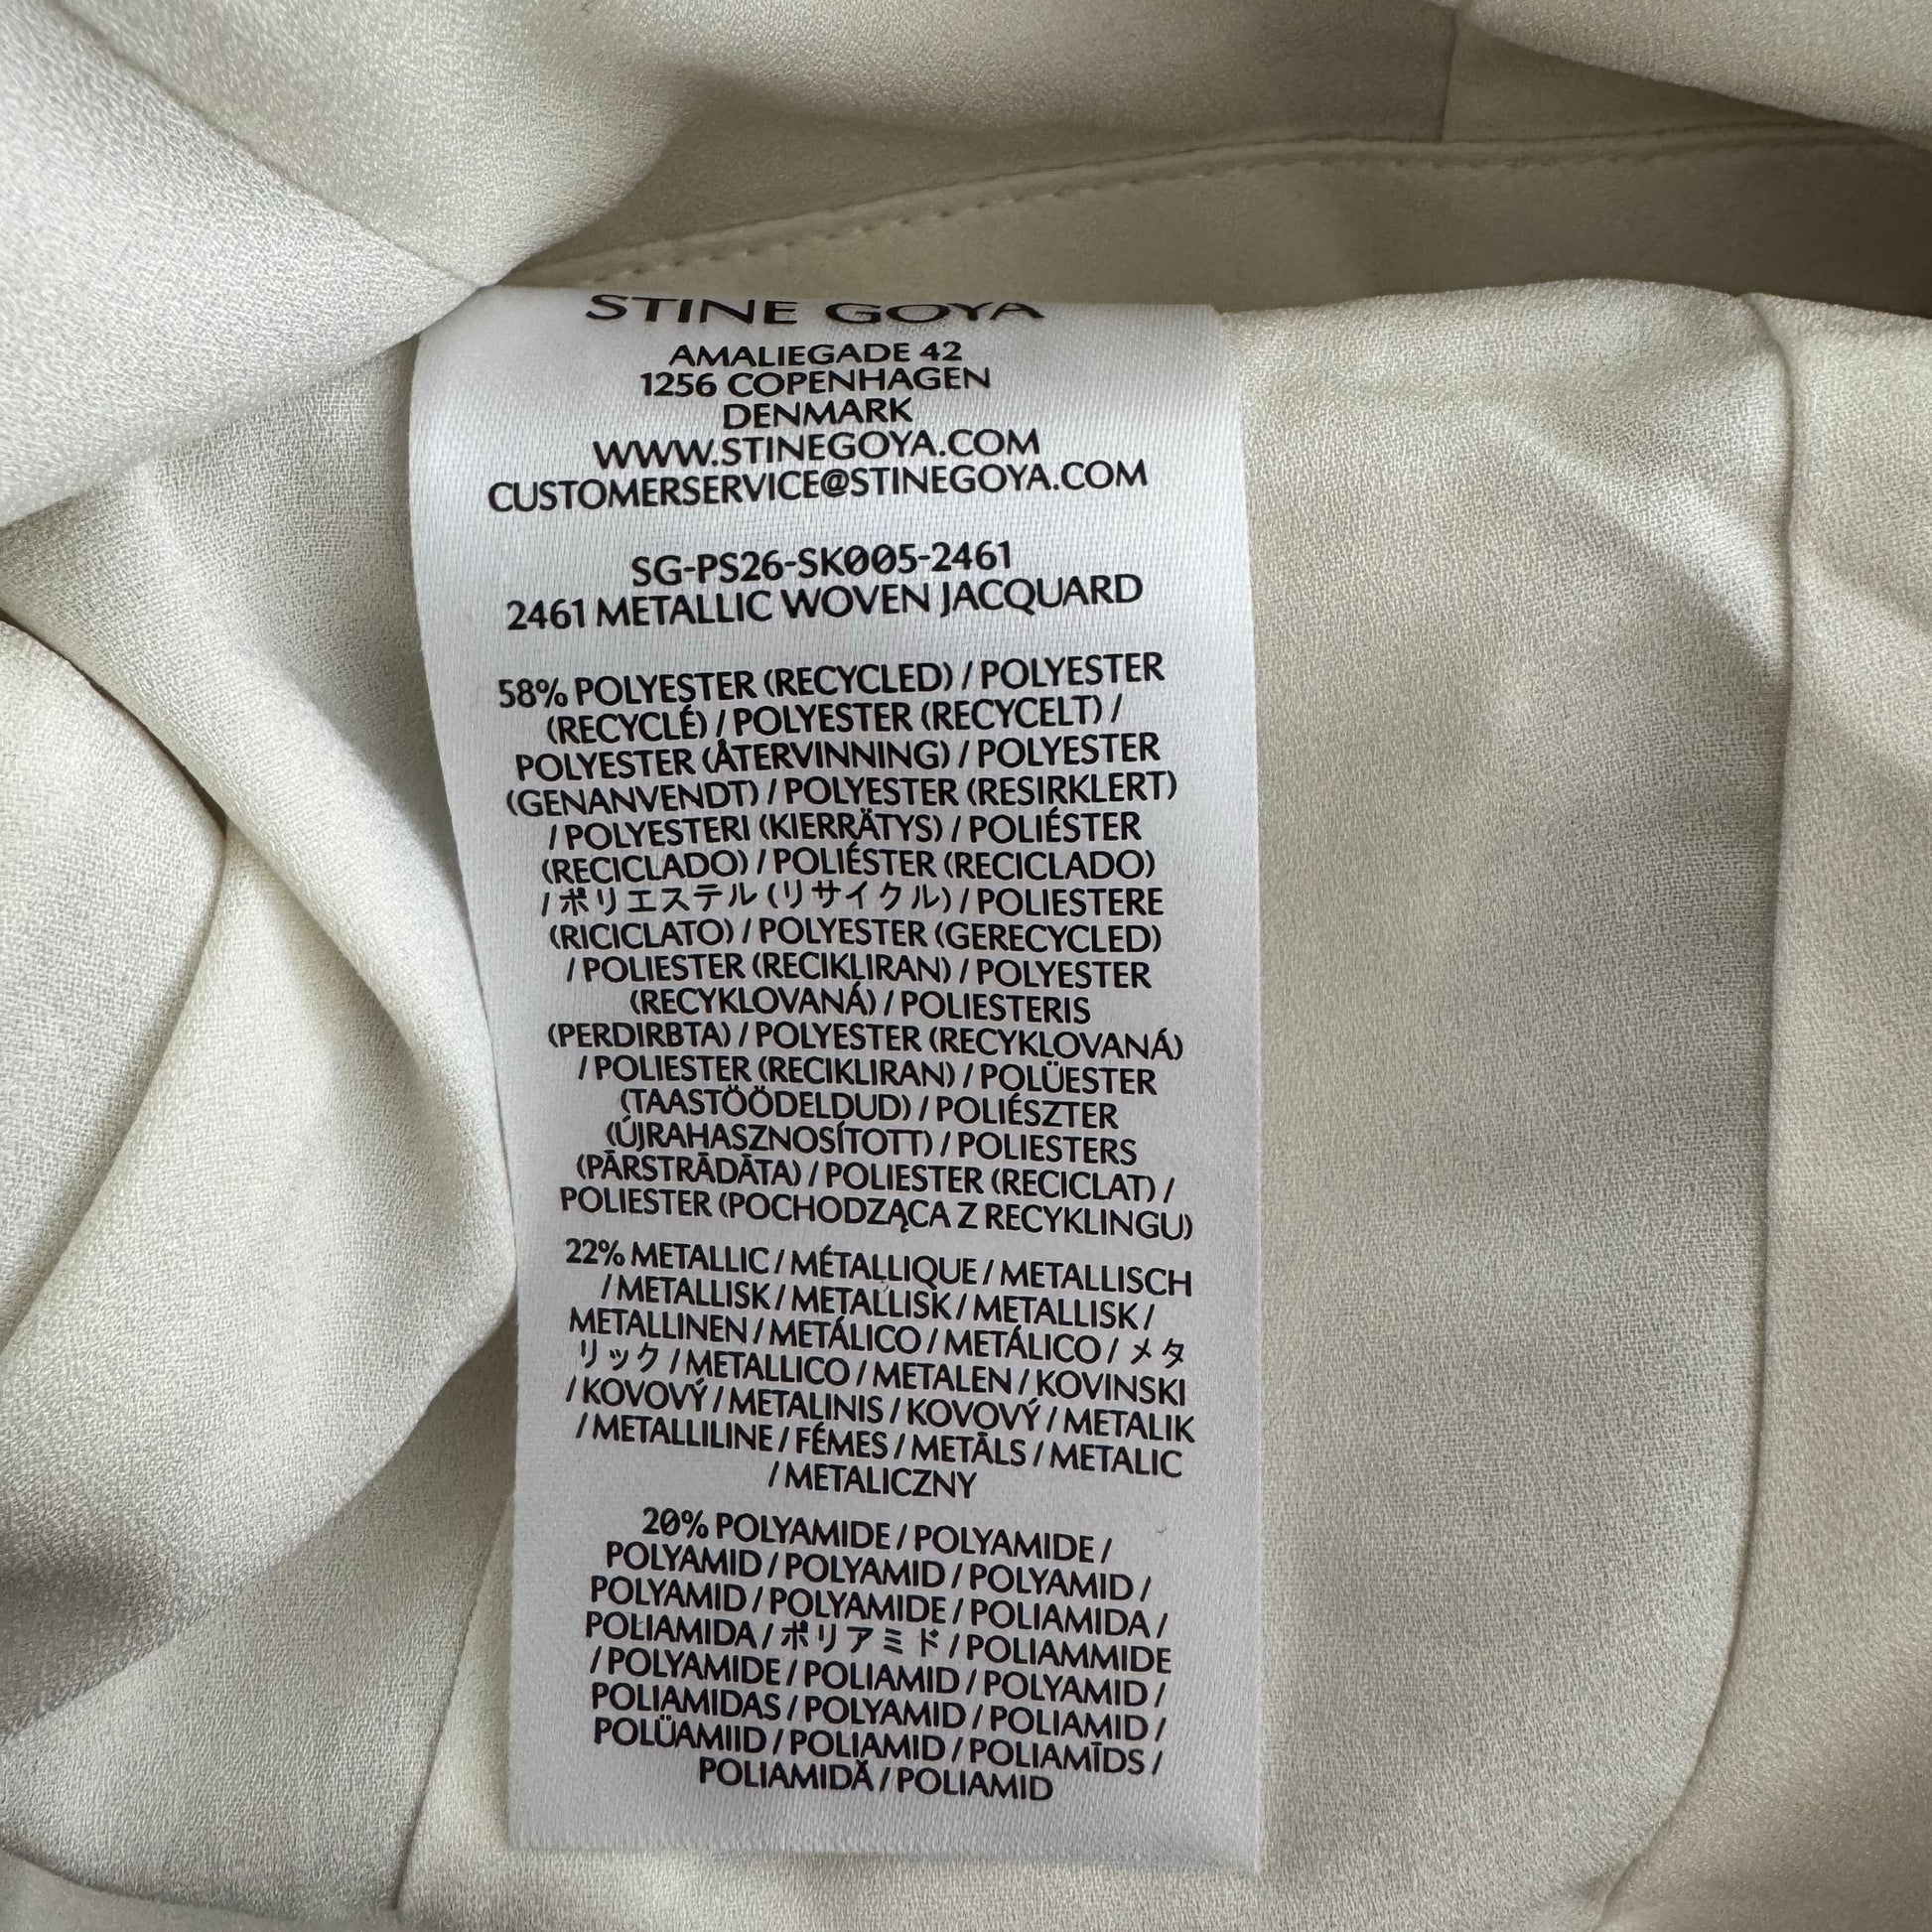 STINE GOYA
AMALIEGADE 42
1256 COPENHAGEN
DENMARK
WWW.STINEGOYA.COM
CUSTOMERSERVICE@STINEGOYA.COM
SG-PS26-SK005-2461
2461 METALLIC WOVEN JACQUARD
58% POLYESTER (RECYCLED) / POLYESTER
(RECYCLÉ) / POLYESTER (RECYCELT) /
POLYESTER (ÅTERVINNING) / POLYESTER
(GENANVENDT) / POLYESTER (RESIRKLERT)
/ POLYESTERI (KIERRÄTYS) / POLIÉSTER
(RECICLADO) / POLIÉSTER (RECICLADO)
/ ポリエステル (リサイクル) / POLIESTERE
(RICICLATO) / POLYESTER (GERECYCLED)
/ POLIESTER (RECIKLIRAN) / POLYESTER
(RECYKLOVANÁ) / POLIESTERIS
(PERDIRBTA) / POLYESTER (RECYKLOVANÁ)
/ POLIESTER (RECIKLIRAN) / POLÜESTER
(TAASTÖÖDELDUD) / POLIÉSZTER
(ÚJRAHASZNOSÍTOTT) / POLIESTERS
(PĀRSTRĀDĀTA) / POLIESTER (RECICLAT) /
POLIESTER (POCHODZĄCA Z RECYKLINGU)
22% METALLIC / MÉTALLIQUE / METALLISCH
/ METALLISK / METALLISK / METALLISK /
METALLINEN / METÁLICO / METÁLICO / メタ
リック / METALLICO / METALEN / KOVINSKI
/ KOVOVÝ / METALINIS / KOVOVÝ / METALIK
/ METALLILINE / FÉMES / METĀLS / METALIC
/ METALICZNY
20% POLYAMIDE / POLYAMIDE /
POLYAMID / POLYAMID / POLYAMID /
POLYAMID / POLYAMIDE / POLIAMIDA /
POLIAMIDA / ポリアミド / POLIAMMIDE
/ POLYAMIDE / POLIAMID / POLYAMID /
POLIAMIDAS / POLYAMID / POLIAMID /
POLÜAMIID / POLIAMID / POLIAMĪDS /
POLIAMIDĂ / POLIAMID